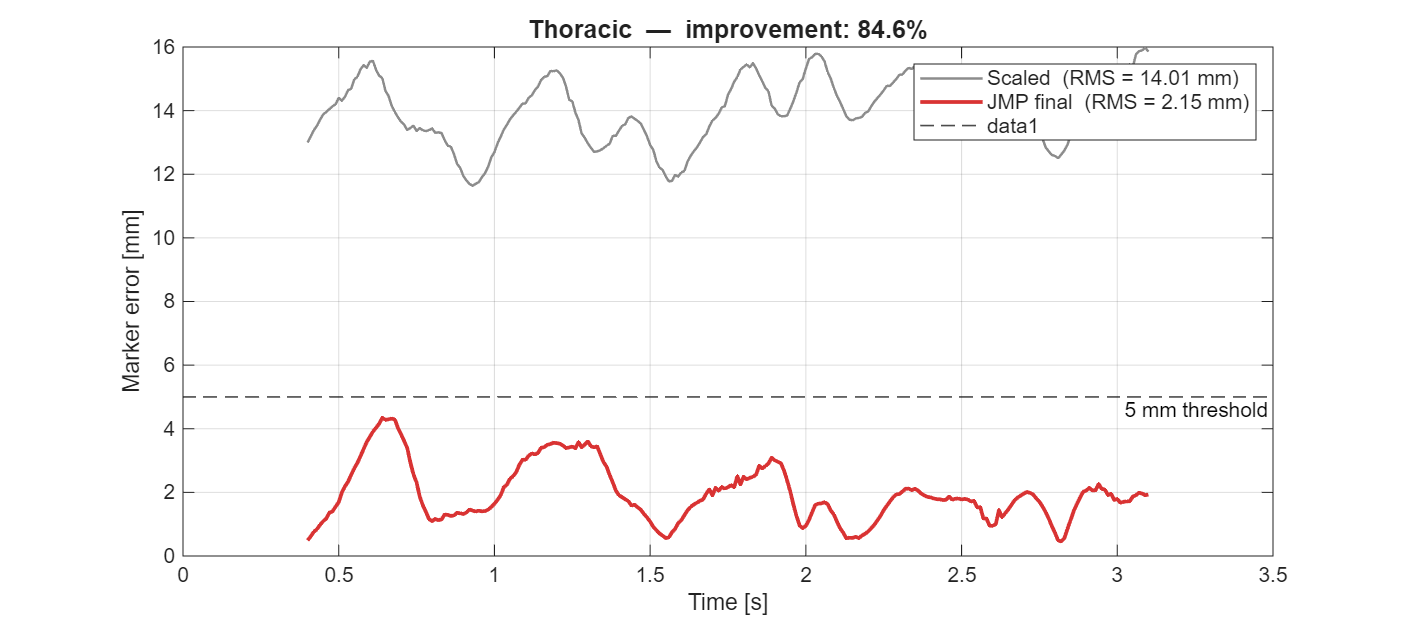 Thoracic — improvement: 84.6%
16
14
12
10
8
6
4
2
0
Marker error [mm]
Scaled (RMS = 14.01 mm)
JMP final (RMS = 2.15 mm)
data1
5 mm threshold
0 0.5 1 1.5 2 2.5 3 3.5
Time [s]